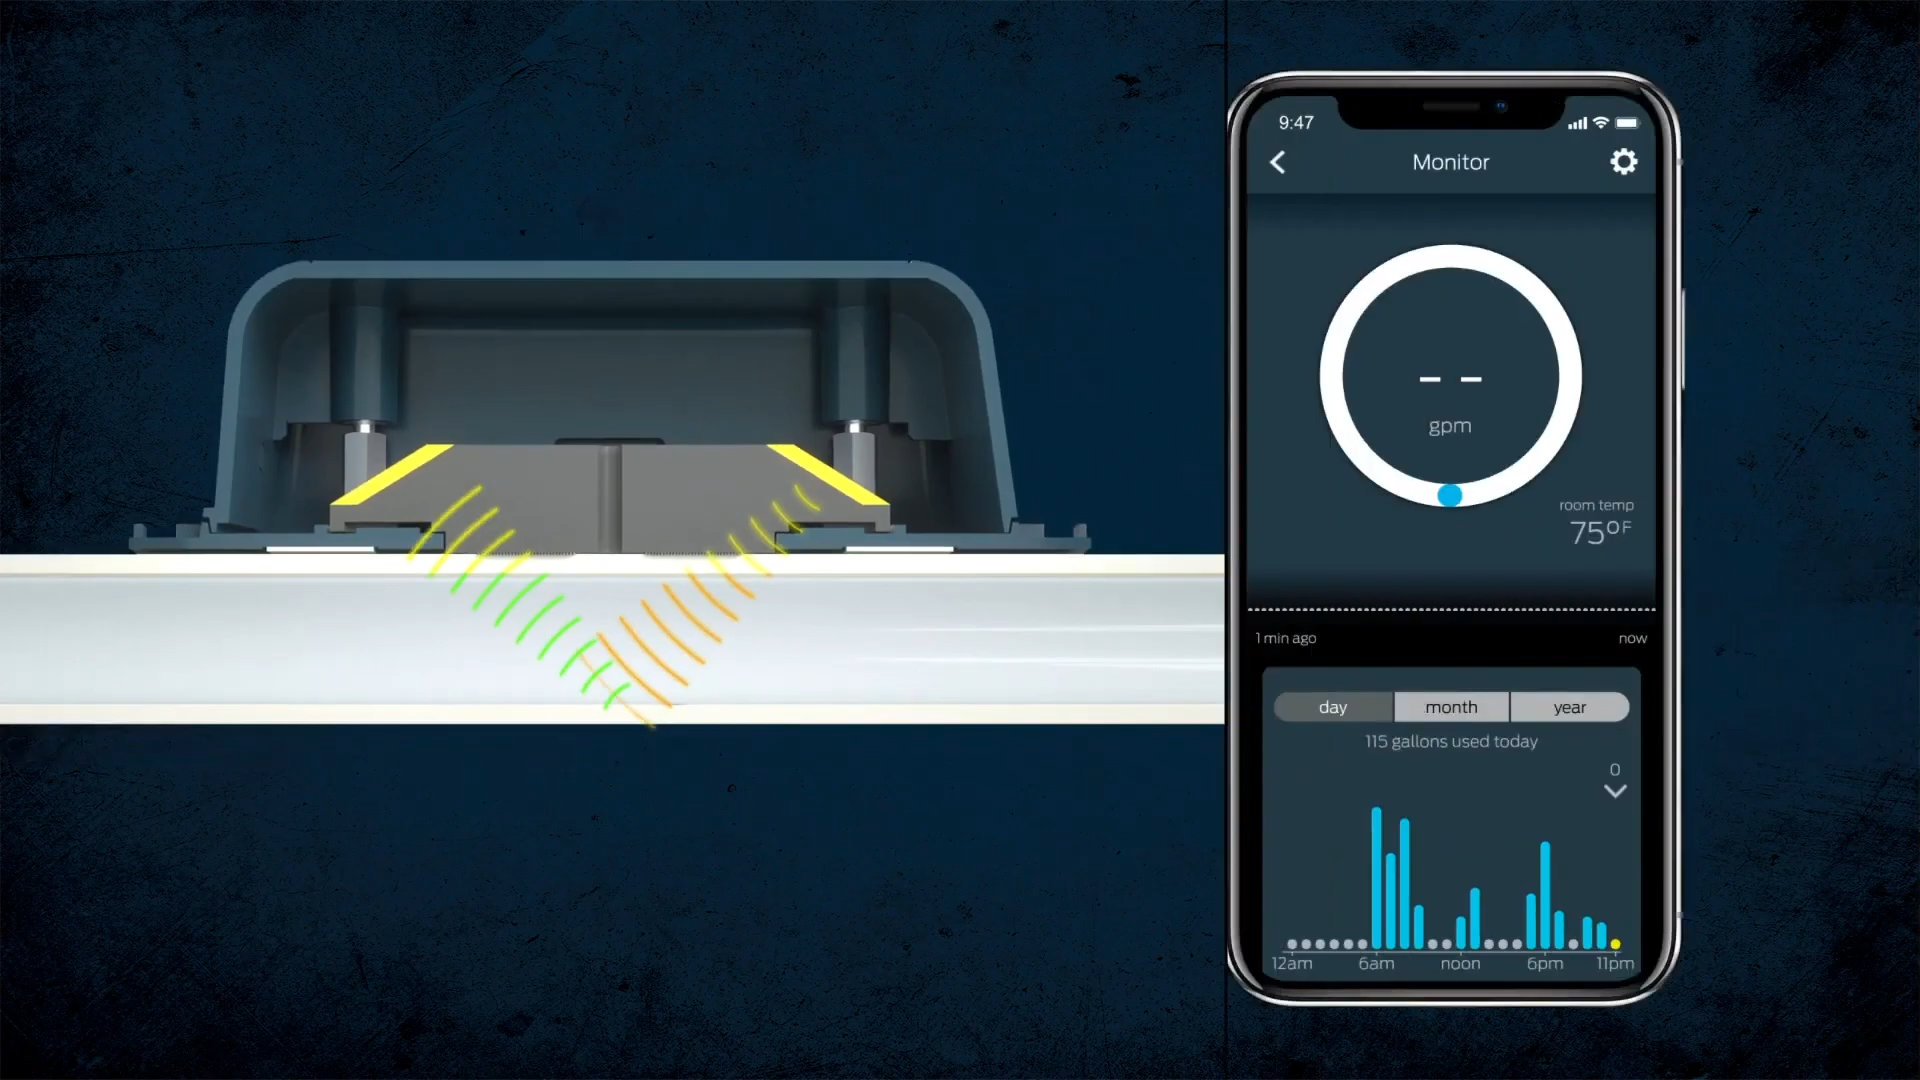 9:47
Monitor
-- --
gpm
room temp
75ºF
1 min ago now
day month year
115 gallons used today
0
12am 6am noon 6pm 11pm